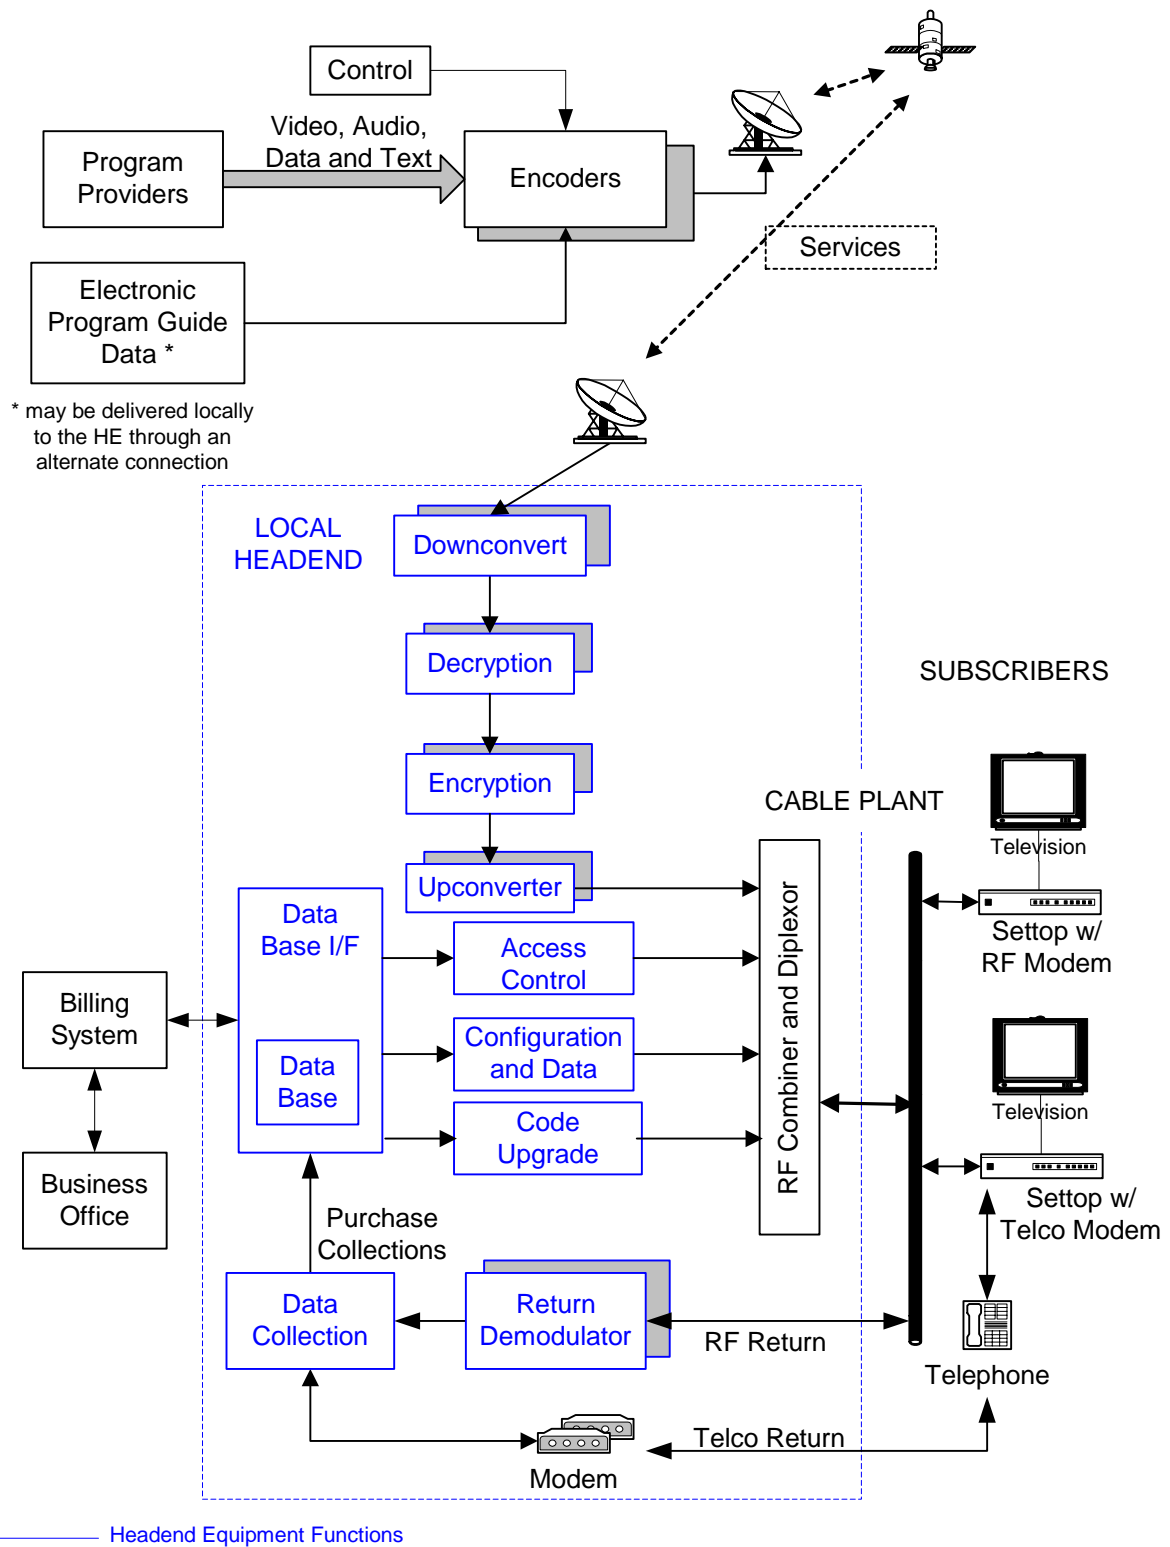 Control
Video, Audio,
Data and Text
Program
Providers
Encoders
Services
Electronic
Program Guide
Data *
* may be delivered locally
to the HE through an
alternate connection
LOCAL
HEADEND
Downconvert
Decryption
SUBSCRIBERS
Encryption
CABLE PLANT
Television
Upconverter
Data
Base I/F
Access
Control
RF Combiner and Diplexor
Settop w/
RF Modem
Billing
System
Configuration
and Data
Data
Base
Television
Code
Upgrade
Business
Office
Settop w/
Telco Modem
Purchase
Collections
Data
Collection
Return
Demodulator
RF Return
Telephone
Telco Return
Modem
Headend Equipment Functions